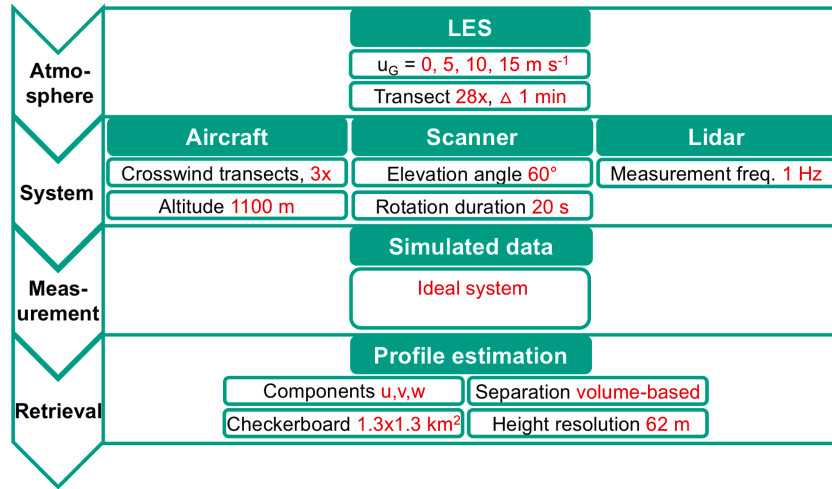 LES
u_G = 0, 5, 10, 15 m s⁻¹
Atmo-
sphere
Transect 28x, △ 1 min
Aircraft
Scanner
Lidar
Crosswind transects, 3x
Elevation angle 60°
Measurement freq. 1 Hz
System
Altitude 1100 m
Rotation duration 20 s
Simulated data
Meas-
urement
Ideal system
Profile estimation
Components u,v,w
Separation volume-based
Retrieval
Checkerboard 1.3x1.3 km²
Height resolution 62 m